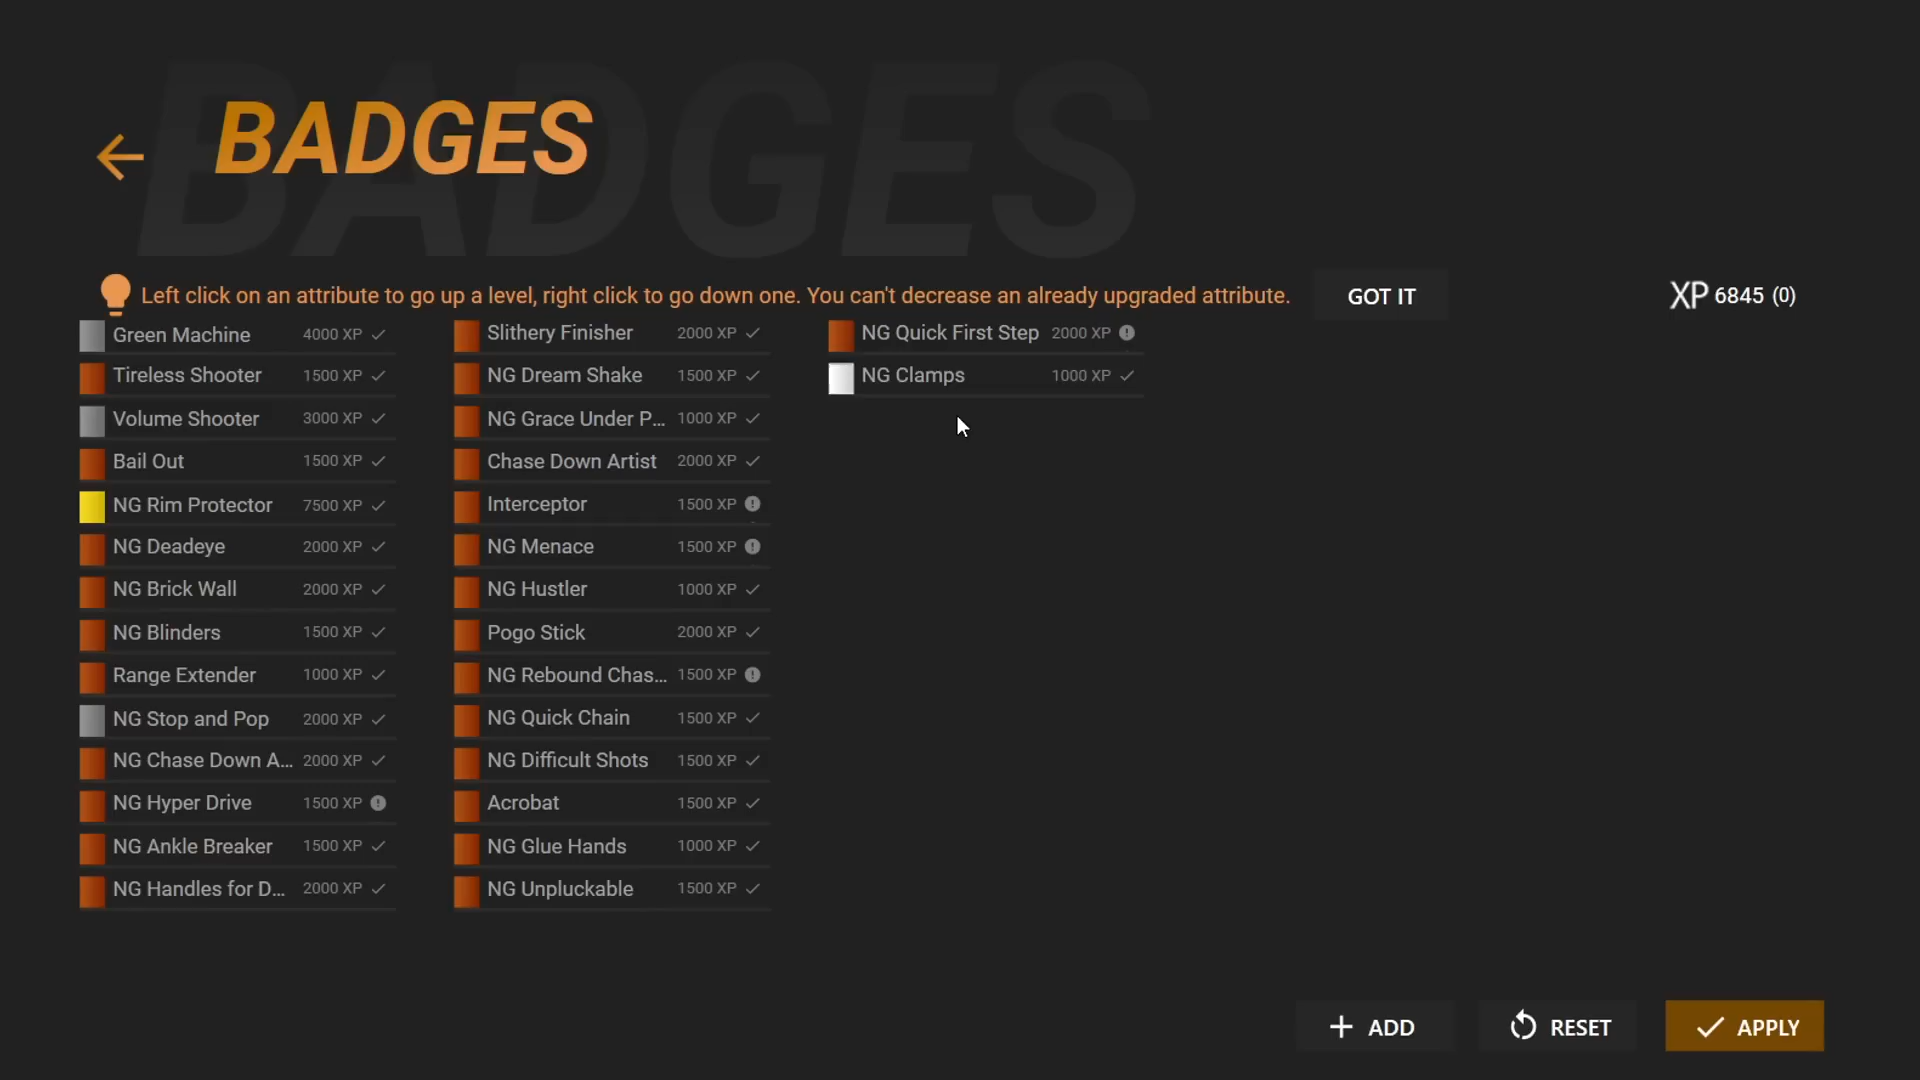 BADGES
Left click on an attribute to go up a level, right click to go down one. You can't decrease an already upgraded attribute.
GOT IT
XP 6845 (0)
Green Machine 4000 XP
Tireless Shooter 1500 XP
Volume Shooter 3000 XP
Bail Out 1500 XP
NG Rim Protector 7500 XP
NG Deadeye 2000 XP
NG Brick Wall 2000 XP
NG Blinders 1500 XP
Range Extender 1000 XP
NG Stop and Pop 2000 XP
NG Chase Down A... 2000 XP
NG Hyper Drive 1500 XP
NG Ankle Breaker 1500 XP
NG Handles for D... 2000 XP
Slithery Finisher 2000 XP
NG Dream Shake 1500 XP
NG Grace Under P... 1000 XP
Chase Down Artist 2000 XP
Interceptor 1500 XP
NG Menace 1500 XP
NG Hustler 1000 XP
Pogo Stick 2000 XP
NG Rebound Chas... 1500 XP
NG Quick Chain 1500 XP
NG Difficult Shots 1500 XP
Acrobat 1500 XP
NG Glue Hands 1000 XP
NG Unpluckable 1500 XP
NG Quick First Step 2000 XP
NG Clamps 1000 XP
ADD
RESET
APPLY